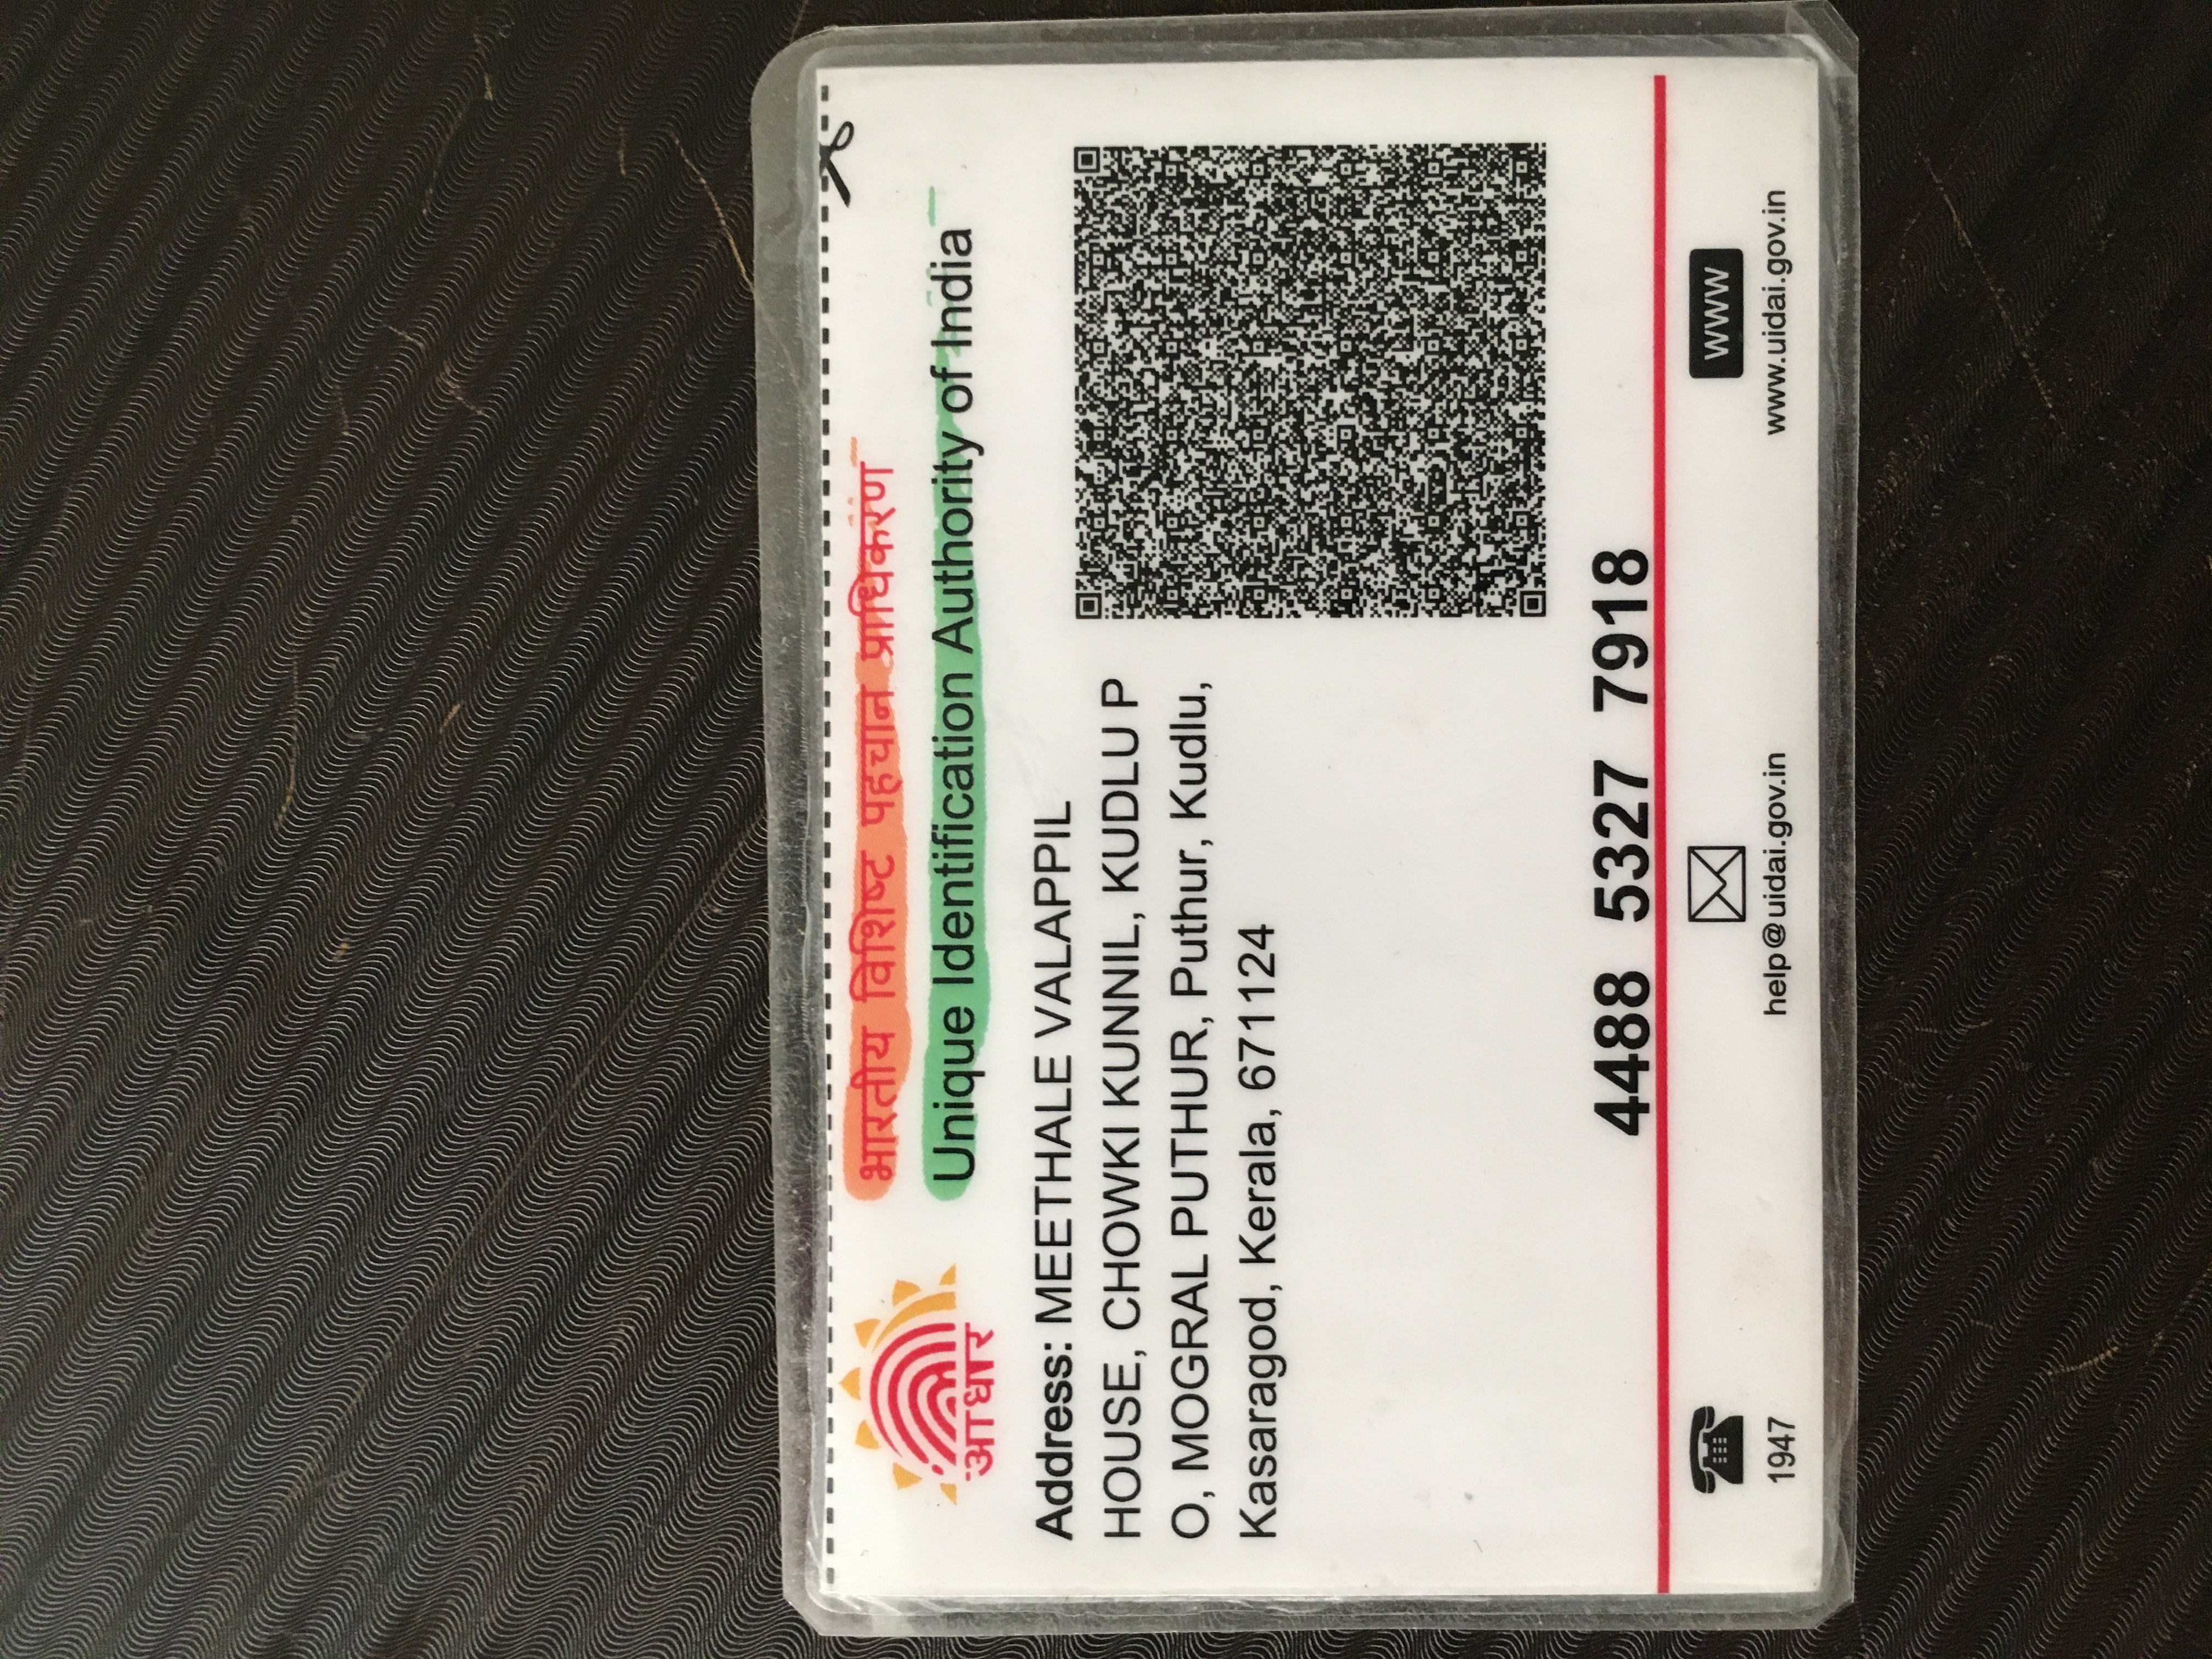 भारतीय विशिष्ट पहचान प्राधिकरण
Unique Identification Authority of India
आधार
Address: MEETHALE VALAPPIL
HOUSE, CHOWKI KUNNIL, KUDLU P
O, MOGRAL PUTHUR, Puthur, Kudlu,
Kasaragod, Kerala, 671124
4488 5327 7918
1947
help@uidai.gov.in
WWW
www.uidai.gov.in